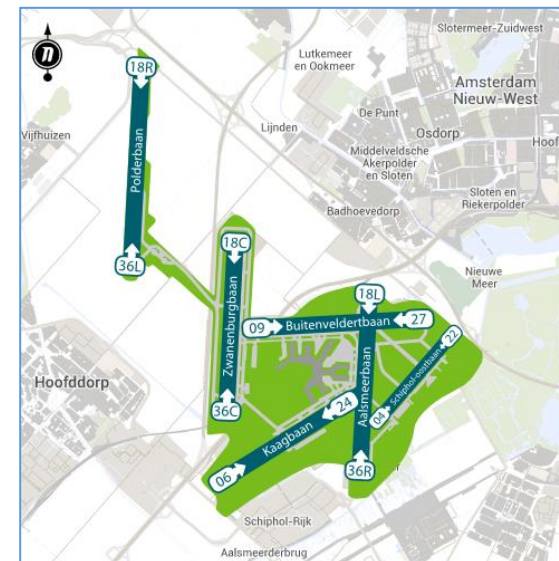 n
Slotermeer-Zuidwest
Lutkemeer
en Ookmeer
18R
Amsterdam
Nieuw-West
De Punt
Osdorp
Vijfhuizen
Lijnden
Middelveldsche
Akerpolder
en Sloten
Hoof
Polderbaan
Sloten en
Riekerpolder
Badhoevedorp
18C
36L
Nieuwe
Meer
18L
09
Buitenveldertbaan
27
22
Zwanenburgbaan
Schiphol-oostbaan
Hoofddorp
Aalsmeerbaan
24
04
36C
Kaagbaan
06
36R
Schiphol-Rijk
Aalsmeerderbrug